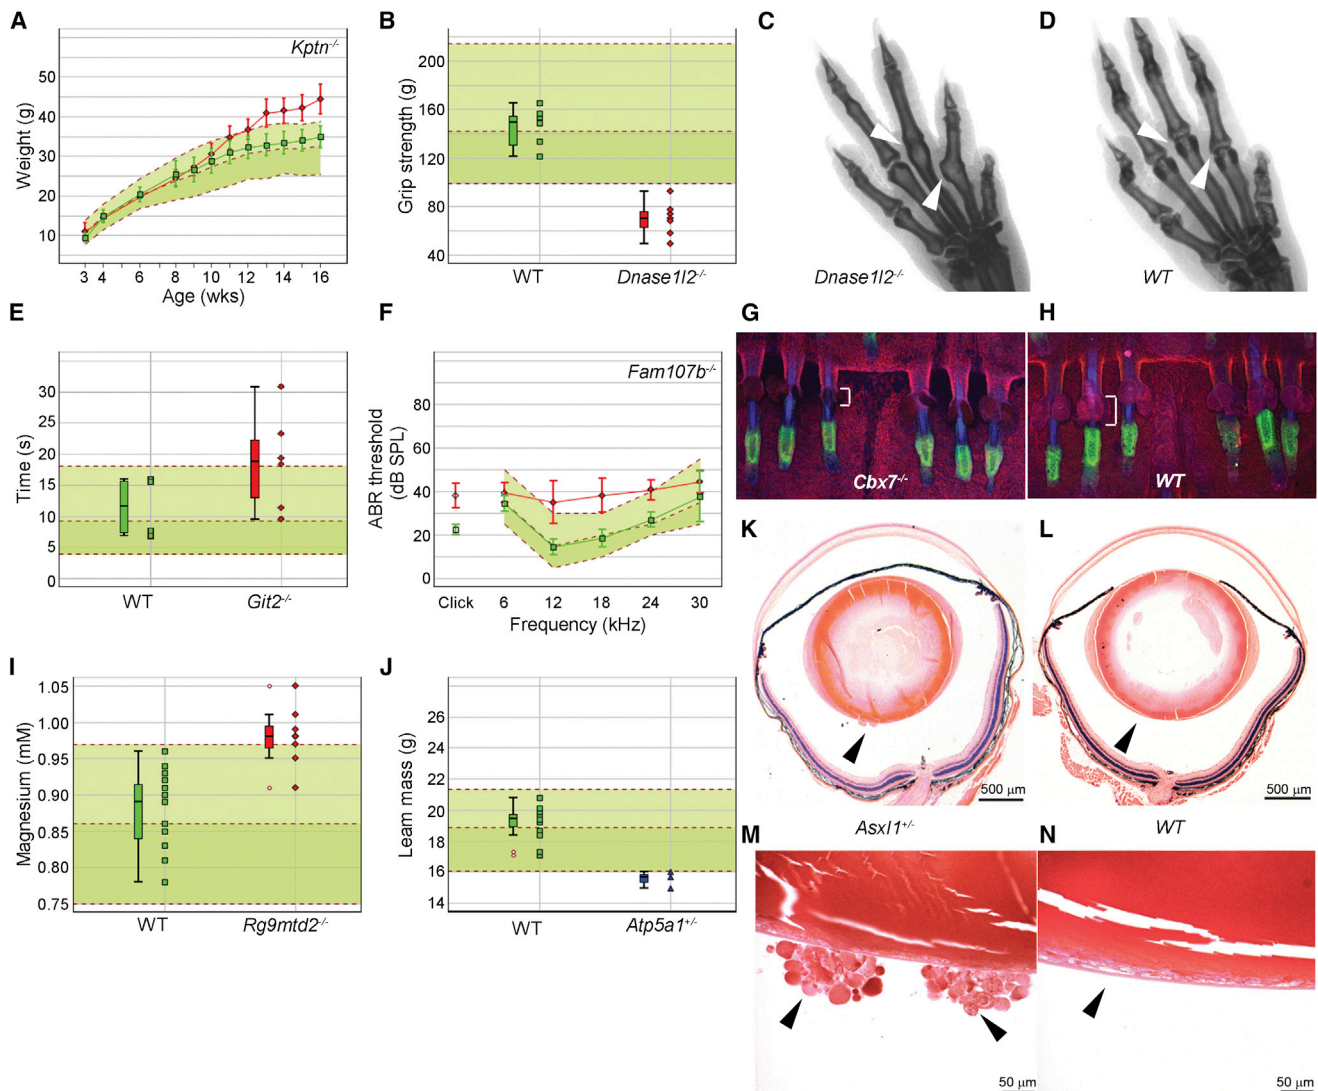 A
Kptn-/-
Weight (g)
50
40
30
20
10
3 4 6 8 10 12 14 16
Age (wks)
B
Grip strength (g)
200
160
120
80
40
WT
Dnase1l2-/-
C
Dnase1l2-/-
D
WT
E
Time (s)
30
25
20
15
10
5
0
WT
Git2-/-
F
Fam107b-/-
ABR threshold
(dB SPL)
80
60
40
20
0
Click 6 12 18 24 30
Frequency (kHz)
G
Cbx7-/-
H
WT
I
Magnesium (mM)
1.05
1.00
0.95
0.90
0.85
0.80
0.75
WT
Rg9mtd2-/-
J
Leam mass (g)
26
24
22
20
18
16
14
WT
Atp5a1+/-
K
500 μm
Asxl1+/-
L
500 μm
WT
M
50 μm
N
50 μm